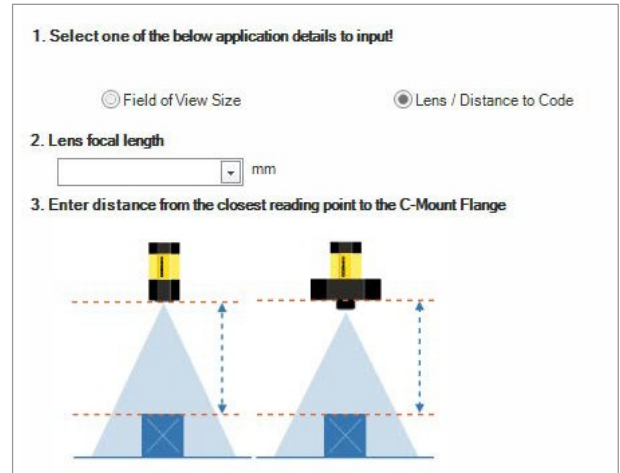 1. Select one of the below application details to input!
Field of View Size
Lens / Distance to Code
2. Lens focal length
mm
3. Enter distance from the closest reading point to the C-Mount Flange